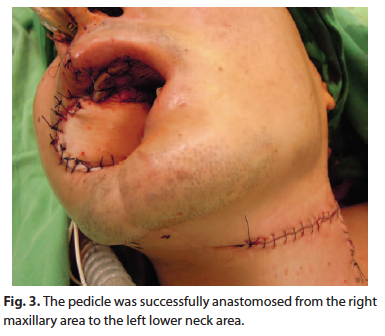 Fig. 3. The pedicle was successfully anastomosed from the right
maxillary area to the left lower neck area.